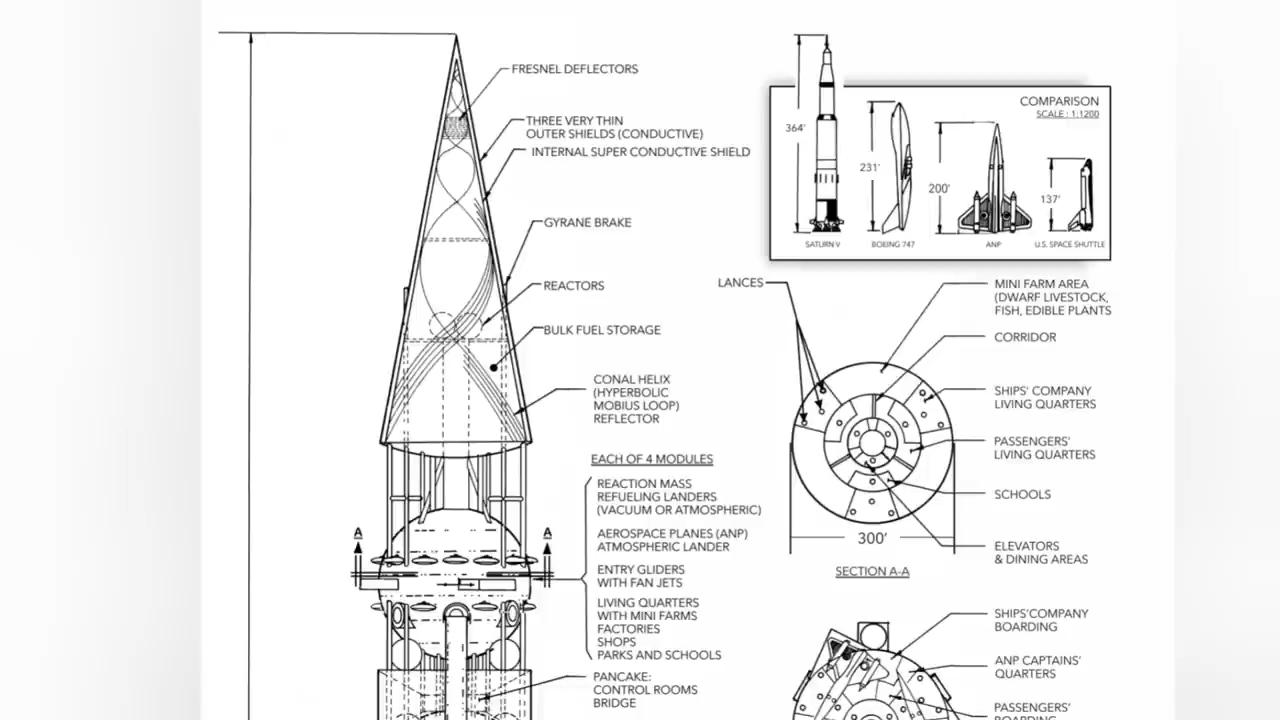 FRESNEL DEFLECTORS
THREE VERY THIN
OUTER SHIELDS (CONDUCTIVE)
INTERNAL SUPER CONDUCTIVE SHIELD
GYRANE BRAKE
REACTORS
BULK FUEL STORAGE
CONAL HELIX
(HYPERBOLIC
MOBIUS LOOP)
REFLECTOR
EACH OF 4 MODULES
REACTION MASS
REFUELING LANDERS
(VACUUM OR ATMOSPHERIC)
AEROSPACE PLANES (ANP)
ATMOSPHERIC LANDER
ENTRY GLIDERS
WITH FAN JETS
LIVING QUARTERS
WITH MINI FARMS
FACTORIES
SHOPS
PARKS AND SCHOOLS
PANCAKE:
CONTROL ROOMS
BRIDGE
A
A
COMPARISON
SCALE : 1:1200
364'
231'
200'
137'
SATURN V
BOEING 747
ANP
U.S. SPACE SHUTTLE
LANCES
MINI FARM AREA
(DWARF LIVESTOCK,
FISH, EDIBLE PLANTS
CORRIDOR
SHIPS' COMPANY
LIVING QUARTERS
PASSENGERS'
LIVING QUARTERS
SCHOOLS
ELEVATORS
& DINING AREAS
300'
SECTION A-A
SHIPS'COMPANY
BOARDING
ANP CAPTAINS'
QUARTERS
PASSENGERS'
BOARDING